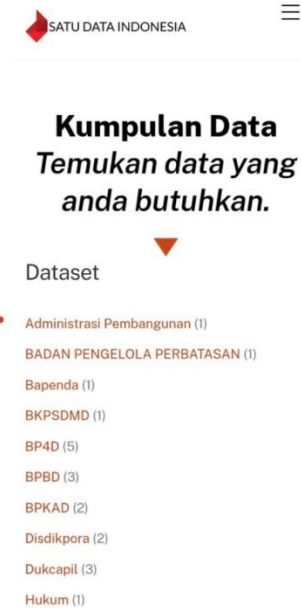 SATU DATA INDONESIA
Kumpulan Data
Temukan data yang
anda butuhkan.
Dataset
Administrasi Pembangunan (1)
BADAN PENGELOLA PERBATASAN (1)
Bapenda (1)
BKPSDMD (1)
BP4D (5)
BPBD (3)
BPKAD (2)
Disdikpora (2)
Dukcapil (3)
Hukum (1)